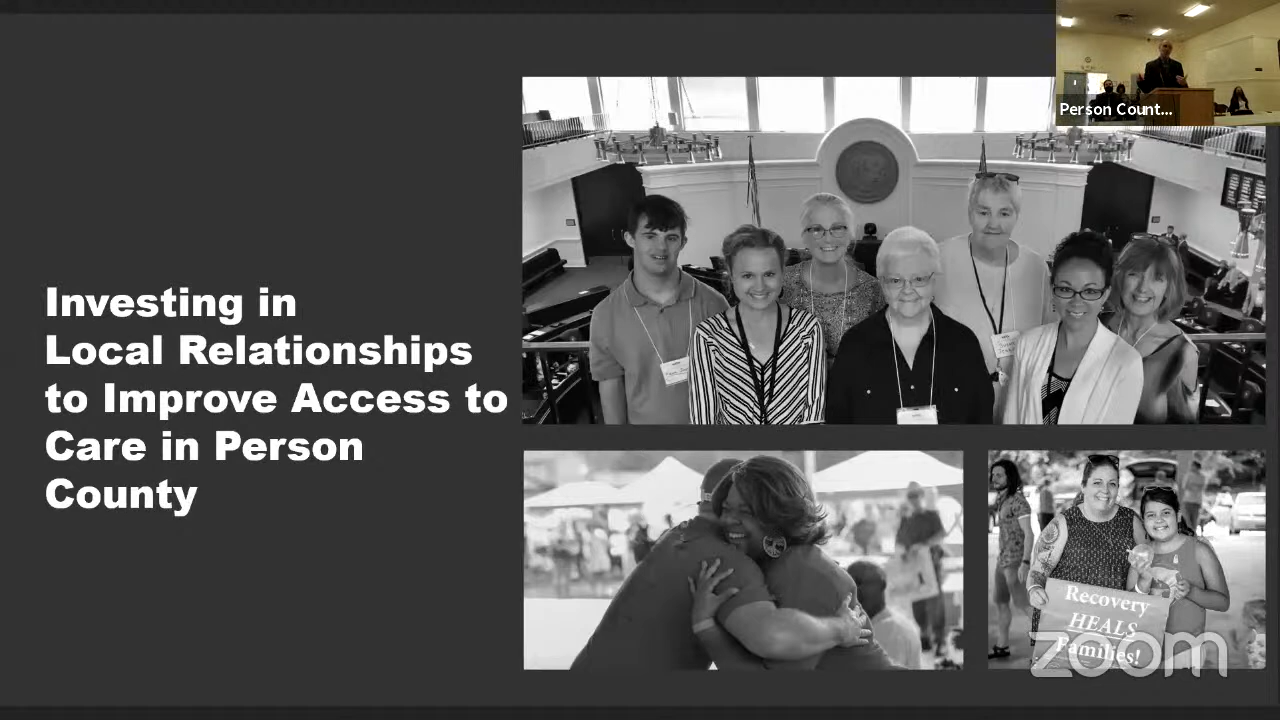 Person Count...
Investing in
Local Relationships
to Improve Access to
Care in Person
County
Recovery
HEALS
Families!
zoom